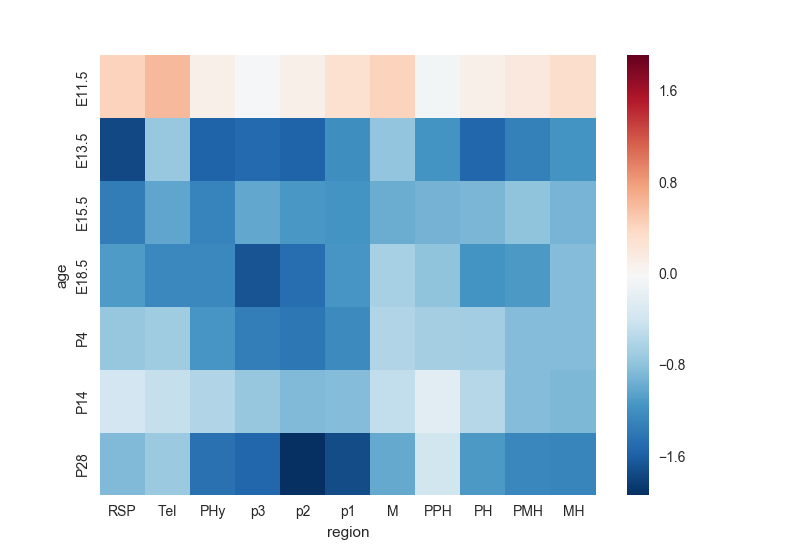 E11.5
E13.5
E15.5
E18.5
P4
P14
P28
age
RSP Tel PHy p3 p2 p1 M PPH PH PMH MH
region
1.6
0.8
0.0
−0.8
−1.6